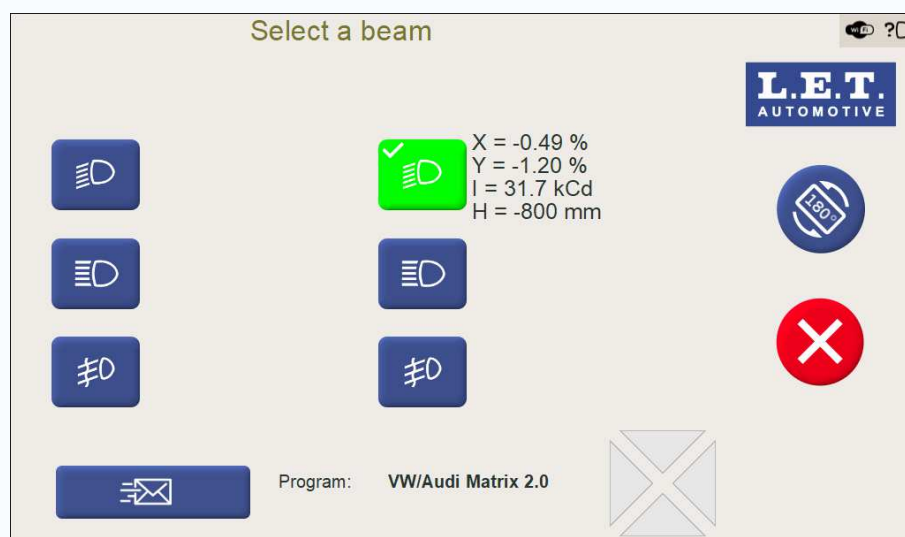 Select a beam
WiFi
?
L.E.T.
AUTOMOTIVE
X = -0.49 %
Y = -1.20 %
I = 31.7 kCd
H = -800 mm
180°
Program: VW/Audi Matrix 2.0